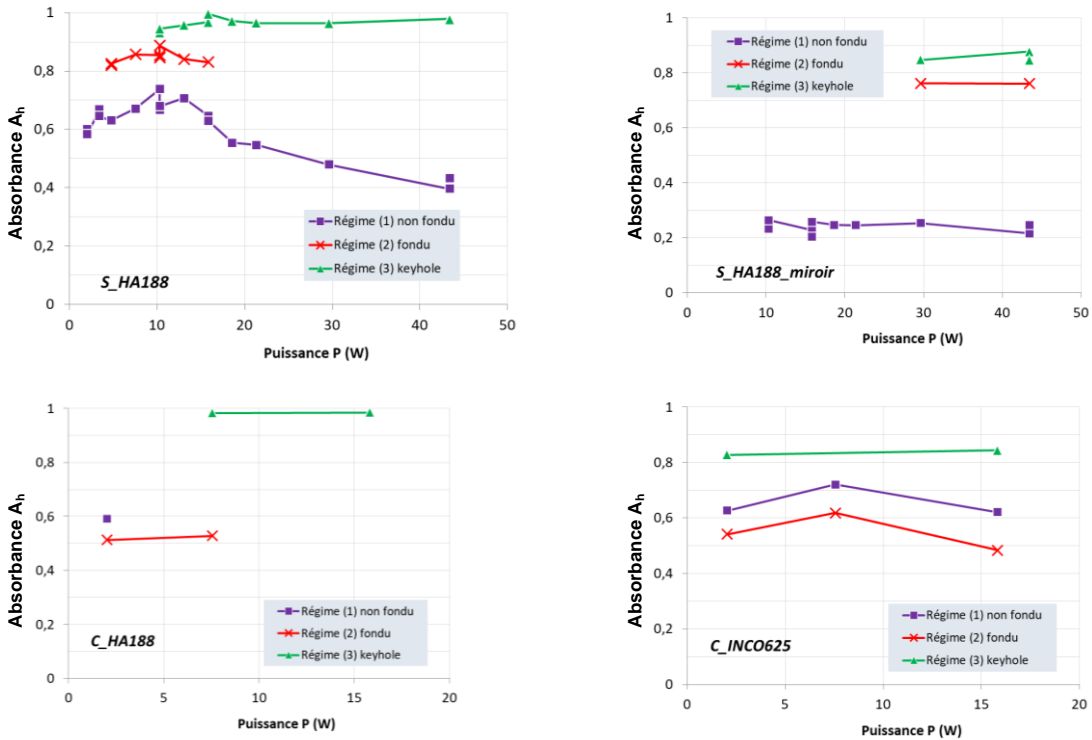 Absorbance Ah
1
0,8
0,6
0,4
0,2
0
Régime (1) non fondu
Régime (2) fondu
Régime (3) keyhole
S_HA188
0 10 20 30 40 50
Puissance P (W)
Absorbance Ah
1
0,8
0,6
0,4
0,2
0
Régime (1) non fondu
Régime (2) fondu
Régime (3) keyhole
S_HA188_miroir
0 10 20 30 40 50
Puissance P (W)
Absorbance Ah
1
0,8
0,6
0,4
0,2
0
Régime (1) non fondu
Régime (2) fondu
Régime (3) keyhole
C_HA188
0 5 10 15 20
Puissance P (W)
Absorbance Ah
1
0,8
0,6
0,4
0,2
0
Régime (1) non fondu
Régime (2) fondu
Régime (3) keyhole
C_INCO625
0 5 10 15 20
Puissance P (W)